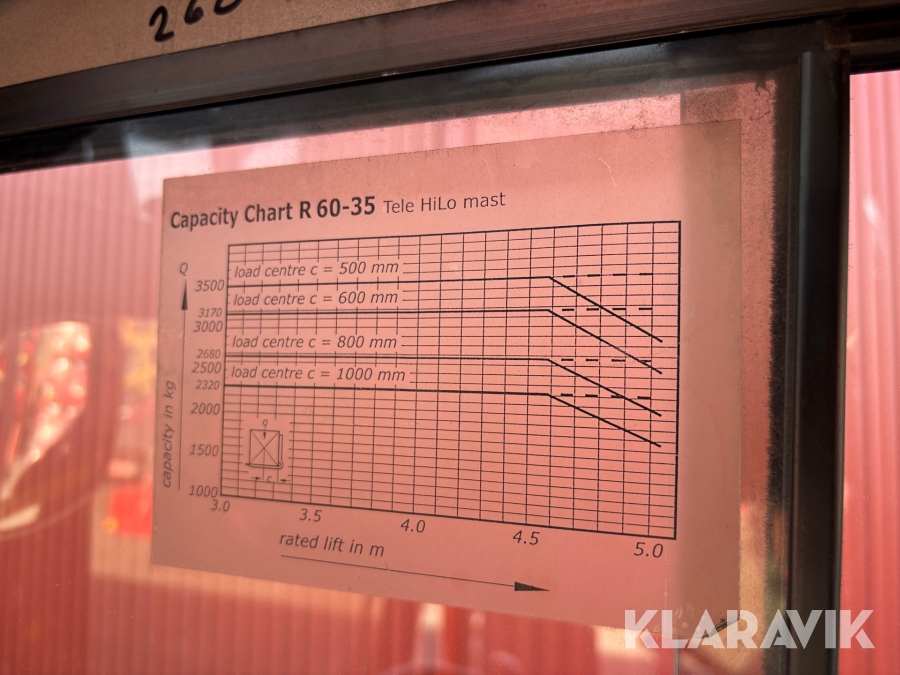 260
Capacity Chart R 60-35 Tele HiLo mast
Q
load centre c = 500 mm
3500
load centre c = 600 mm
3170
3000
load centre c = 800 mm
2680
2500
load centre c = 1000 mm
2320
2000
capacity in kg
Q
1500
c
1000
3.0
3.5
4.0
4.5
5.0
rated lift in m
KLARAVIK